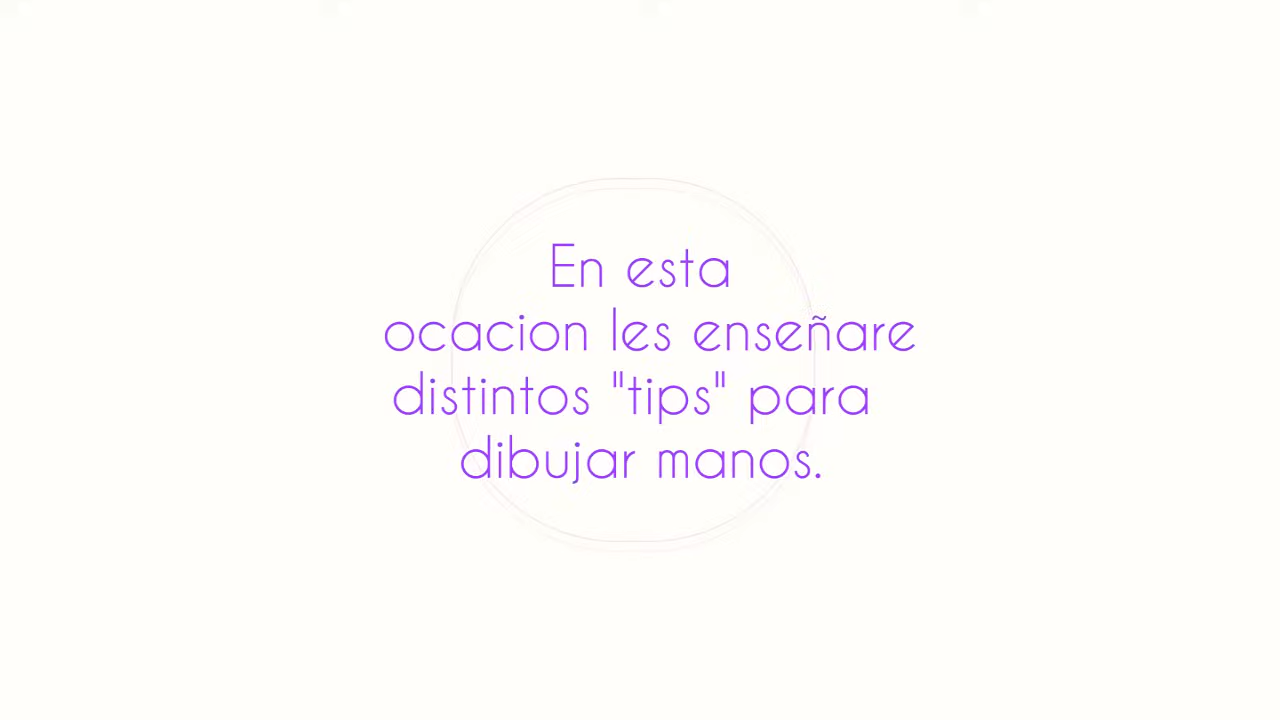 En esta
ocacion les enseñare
distintos "tips" para
dibujar manos.